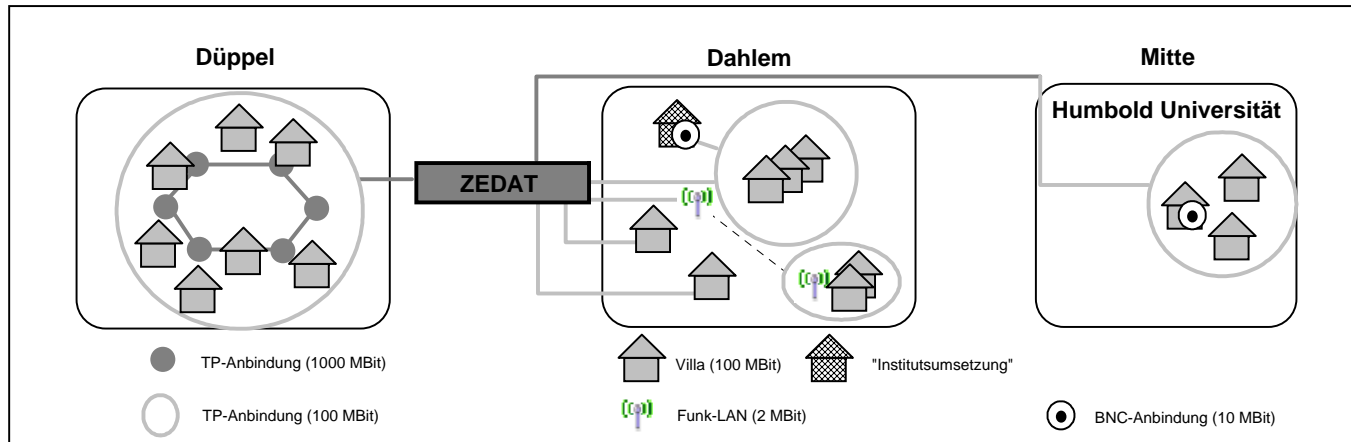 Düppel
Dahlem
Mitte
Humbold Universität
ZEDAT
TP-Anbindung (1000 MBit)
Villa (100 MBit)
"Institutsumsetzung"
TP-Anbindung (100 MBit)
Funk-LAN (2 MBit)
BNC-Anbindung (10 MBit)